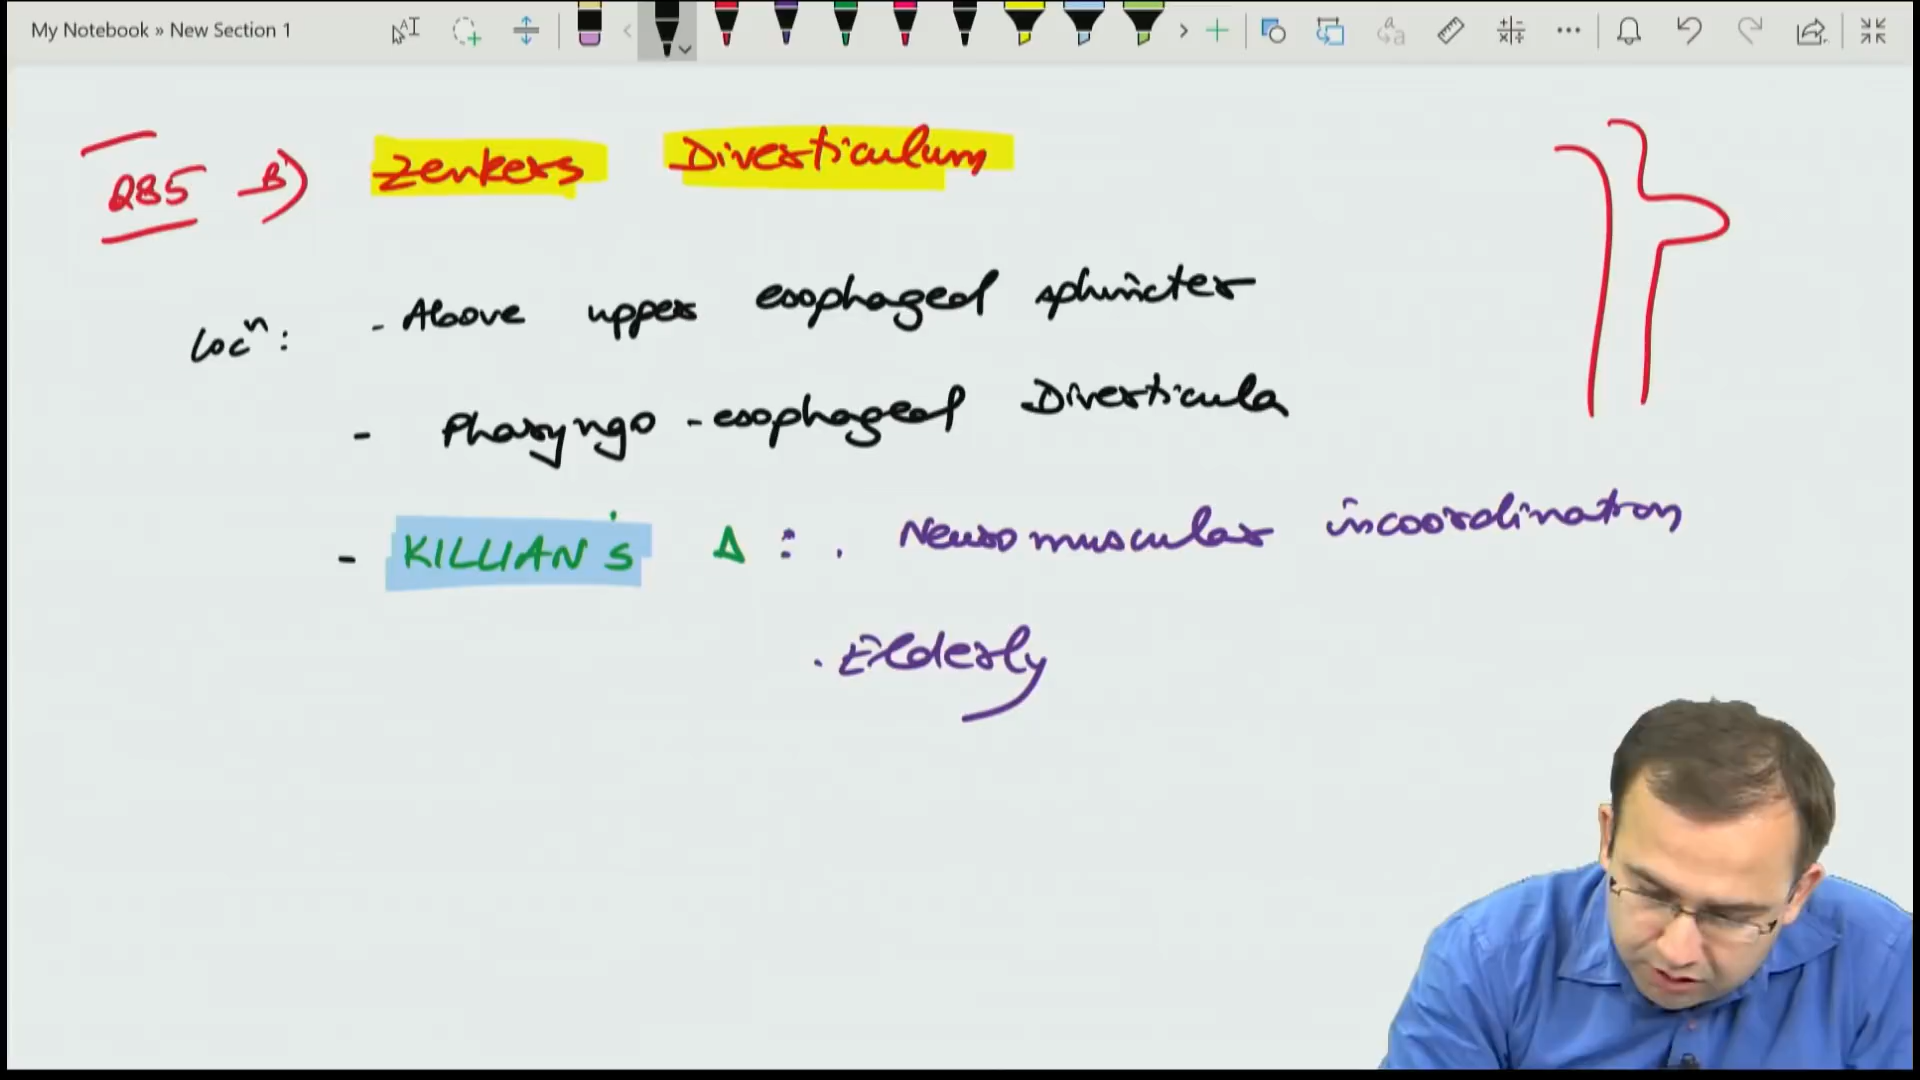 My Notebook » New Section 1
Q85 B) Zenkers Diverticulum
Locⁿ: - Above upper esophageal sphincter
- Pharyngo-esophageal Diverticula
- KILLIAN'S Δ : . Neuromuscular incoordination
. Elderly